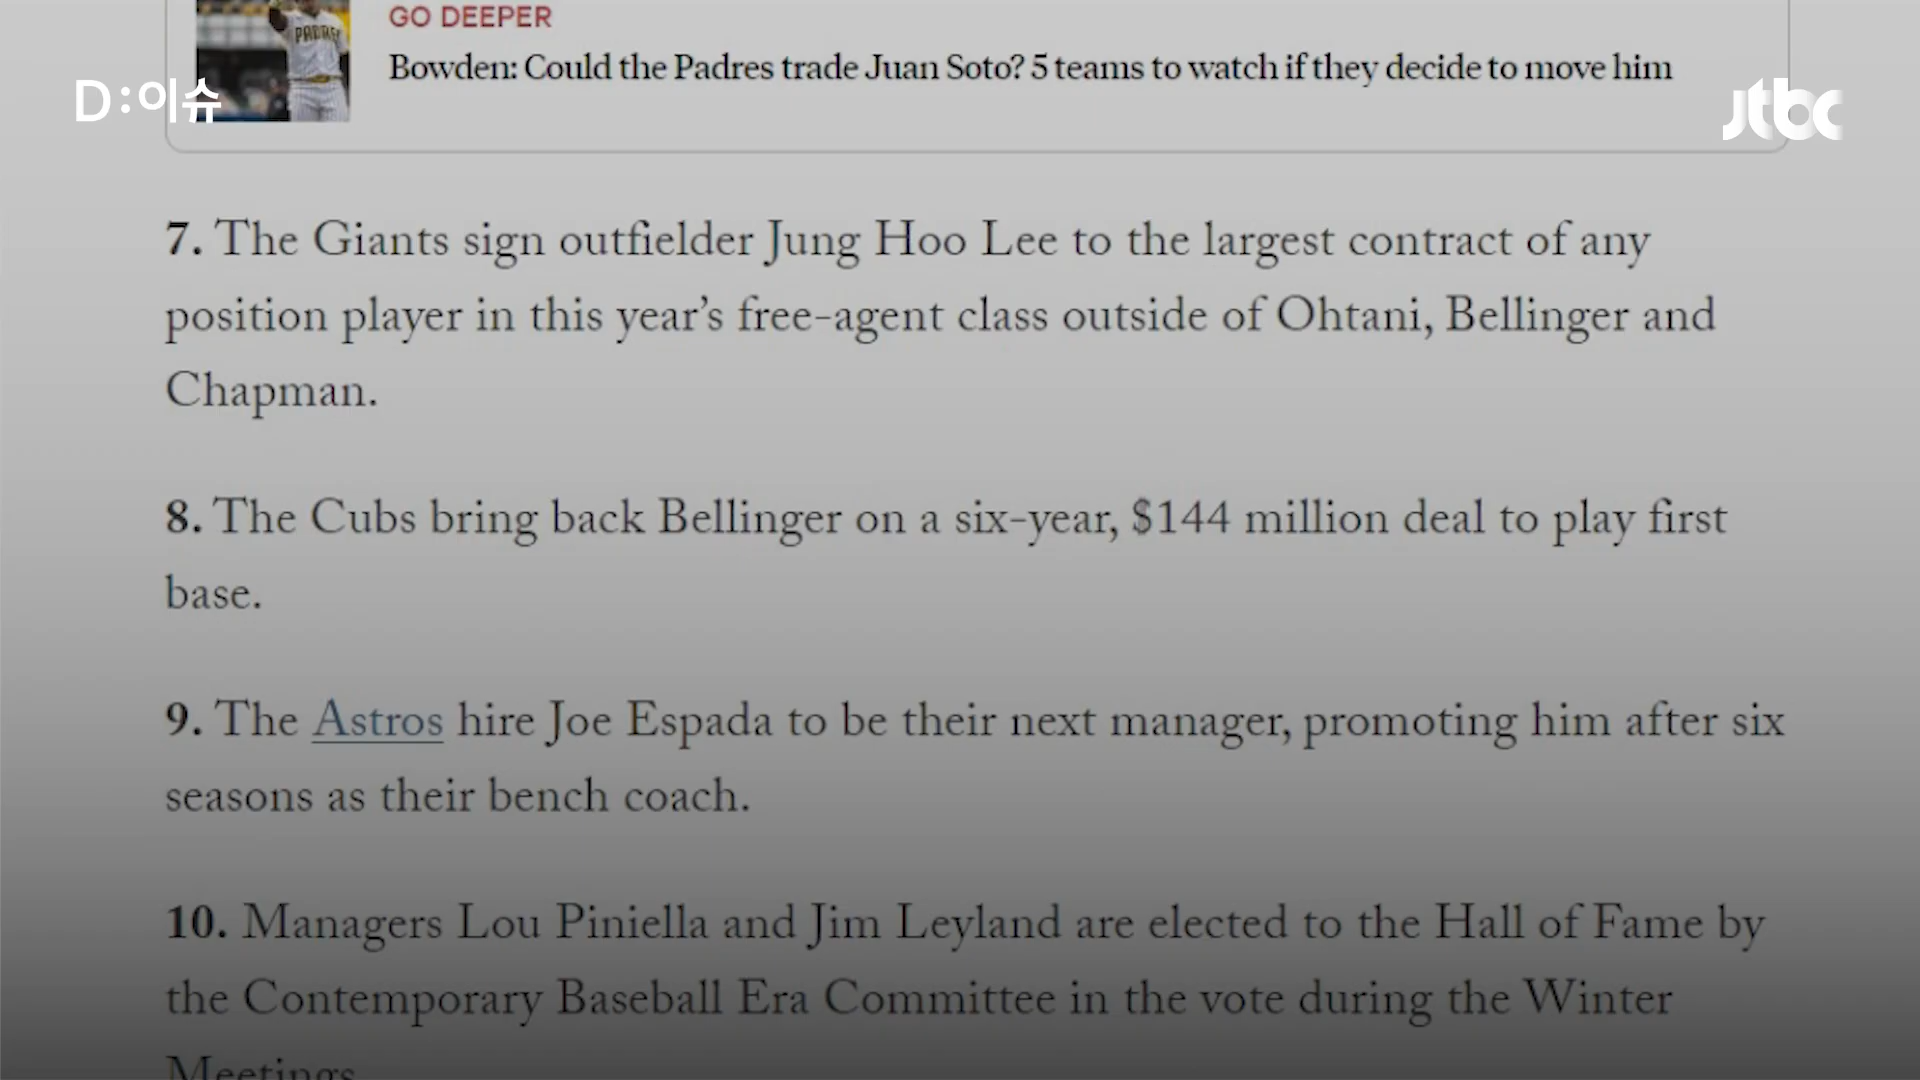 PADRES
GO DEEPER
Bowden: Could the Padres trade Juan Soto? 5 teams to watch if they decide to move him
D:이슈
jtbc
7. The Giants sign outfielder Jung Hoo Lee to the largest contract of any
position player in this year’s free-agent class outside of Ohtani, Bellinger and
Chapman.
8. The Cubs bring back Bellinger on a six-year, $144 million deal to play first
base.
9. The Astros hire Joe Espada to be their next manager, promoting him after six
seasons as their bench coach.
10. Managers Lou Piniella and Jim Leyland are elected to the Hall of Fame by
the Contemporary Baseball Era Committee in the vote during the Winter
Meetings